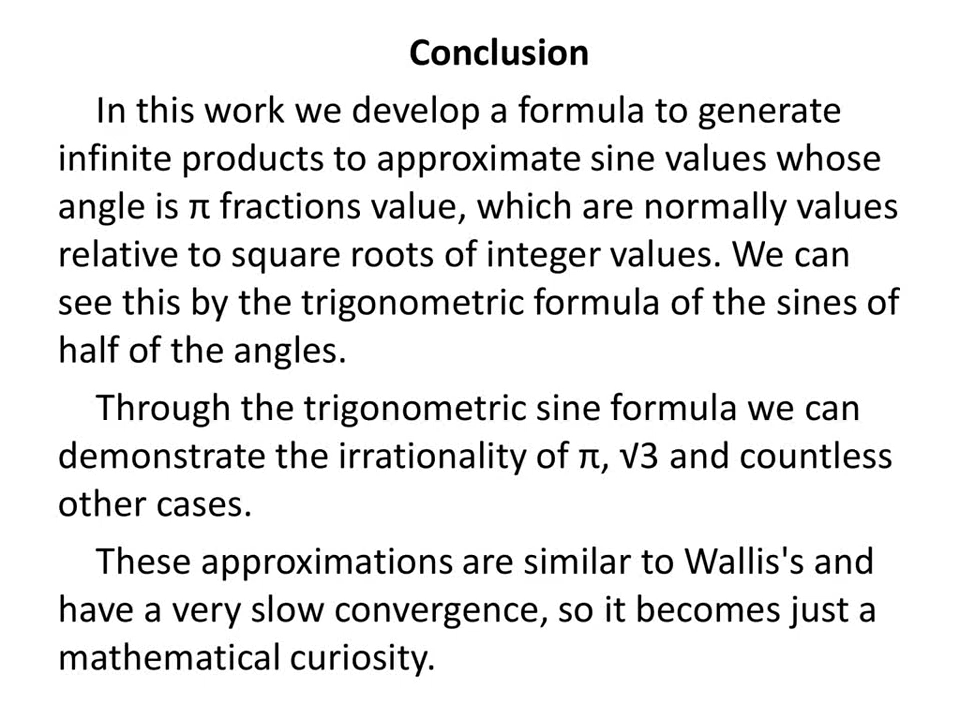 Conclusion
In this work we develop a formula to generate
infinite products to approximate sine values whose
angle is π fractions value, which are normally values
relative to square roots of integer values. We can
see this by the trigonometric formula of the sines of
half of the angles.
Through the trigonometric sine formula we can
demonstrate the irrationality of π, √3 and countless
other cases.
These approximations are similar to Wallis's and
have a very slow convergence, so it becomes just a
mathematical curiosity.